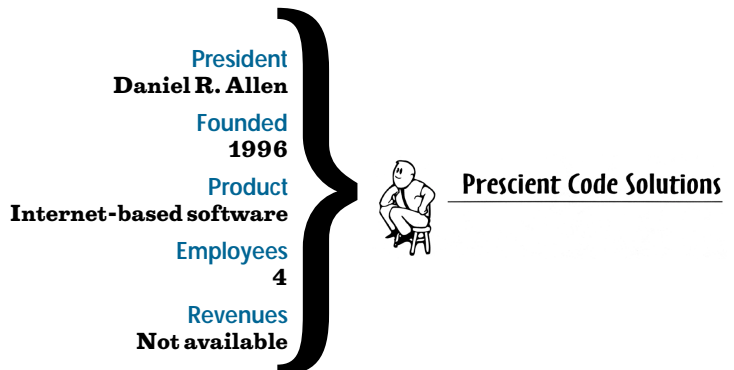 President
Daniel R. Allen
Founded
1996
Product
Internet-based software
Employees
4
Revenues
Not available
Prescient Code Solutions